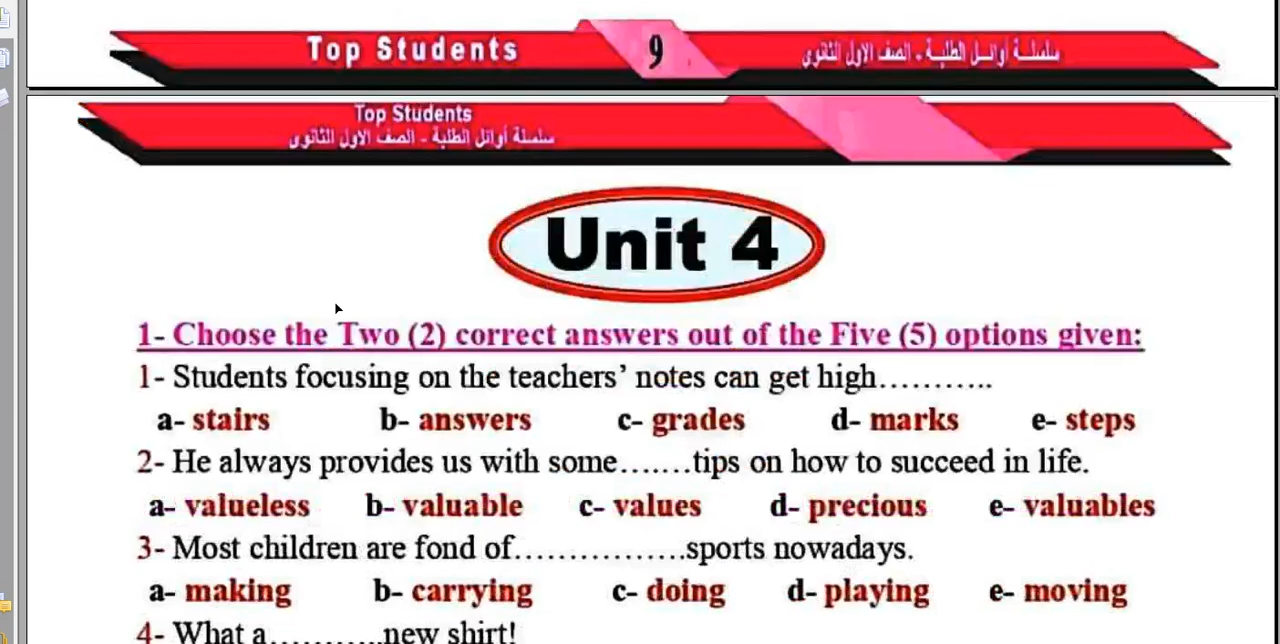 Top Students 9 سلسلة أوائل الطلبة - الصف الاول الثانوى
Top Students
سلسلة أوائل الطلبة - الصف الاول الثانوى
Unit 4
1- Choose the Two (2) correct answers out of the Five (5) options given:
1- Students focusing on the teachers’ notes can get high………..
a- stairs b- answers c- grades d- marks e- steps
2- He always provides us with some…….tips on how to succeed in life.
a- valueless b- valuable c- values d- precious e- valuables
3- Most children are fond of…………….sports nowadays.
a- making b- carrying c- doing d- playing e- moving
4- What a………..new shirt!